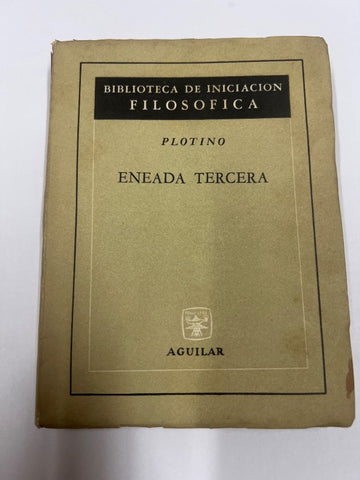 BIBLIOTECA DE INICIACION
FILOSOFICA
PLOTINO
ENEADA TERCERA
AGUILAR